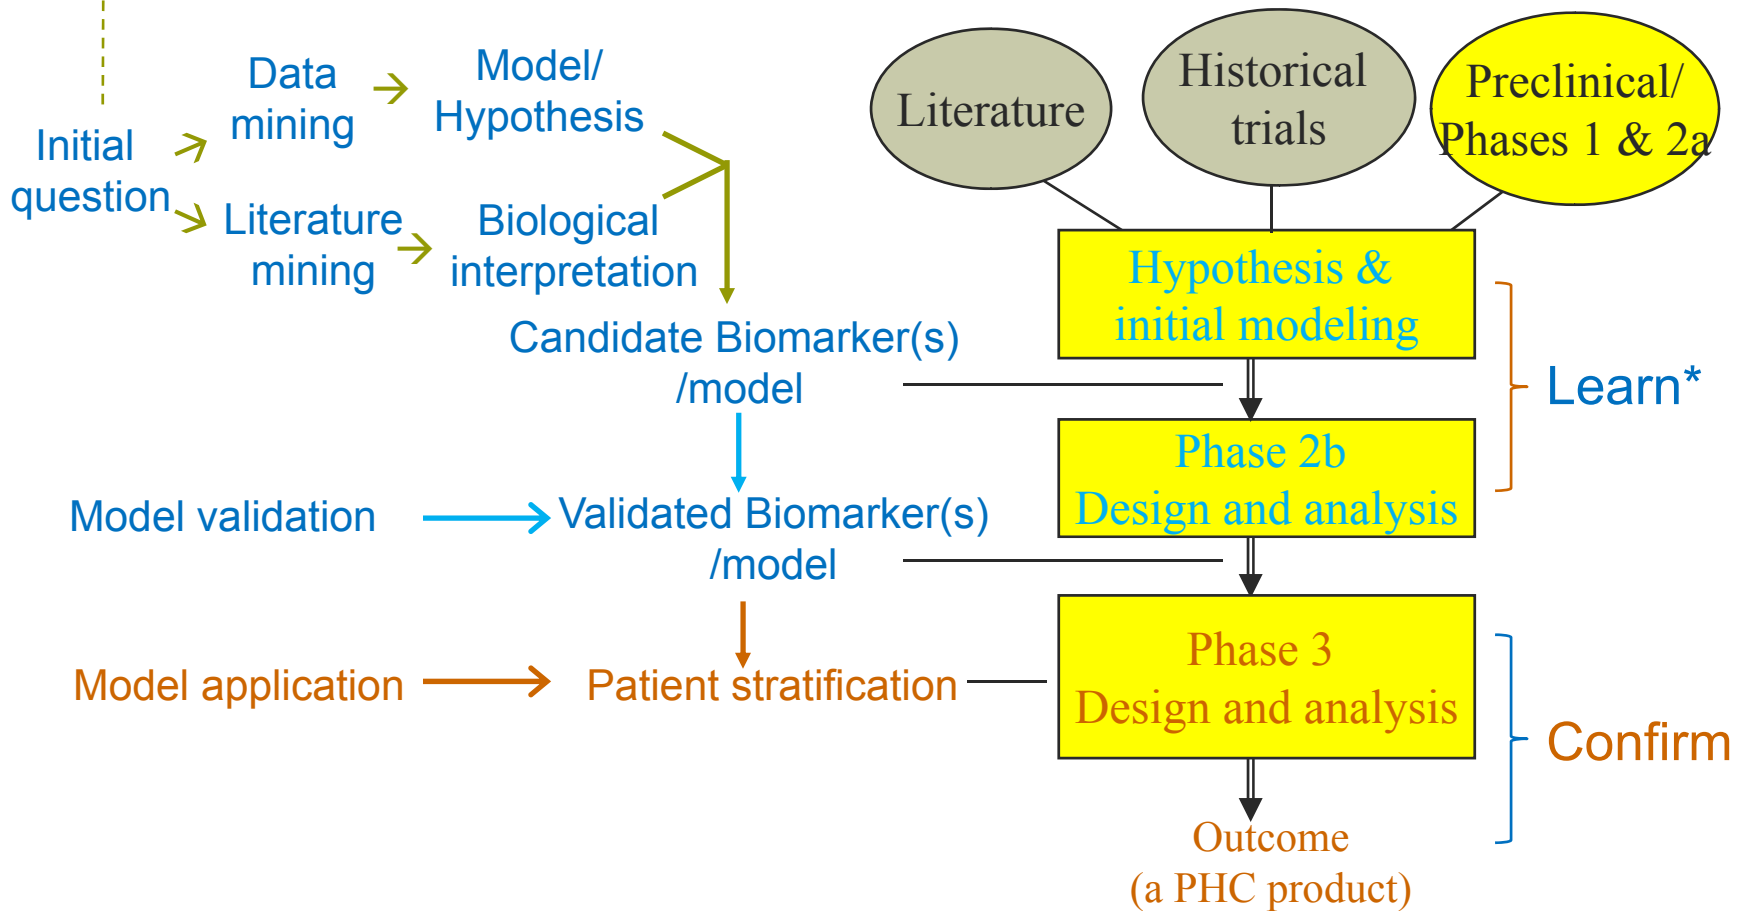 Data
mining
Model/
Hypothesis
Initial
question
Literature
mining
Biological
interpretation
Candidate Biomarker(s)
/model
Model validation
Validated Biomarker(s)
/model
Model application
Patient stratification
Literature
Historical
trials
Preclinical/
Phases 1 & 2a
Hypothesis &
initial modeling
Phase 2b
Design and analysis
Phase 3
Design and analysis
Outcome
(a PHC product)
Learn*
Confirm